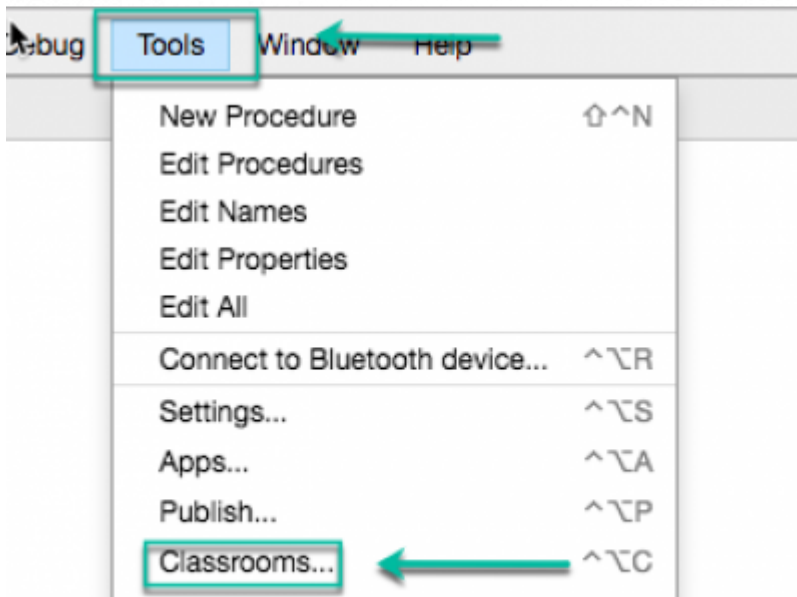 Debug Tools Window Help
New Procedure ⇧^N
Edit Procedures
Edit Names
Edit Properties
Edit All
Connect to Bluetooth device... ^⌥R
Settings... ^⌥S
Apps... ^⌥A
Publish... ^⌥P
Classrooms... ^⌥C